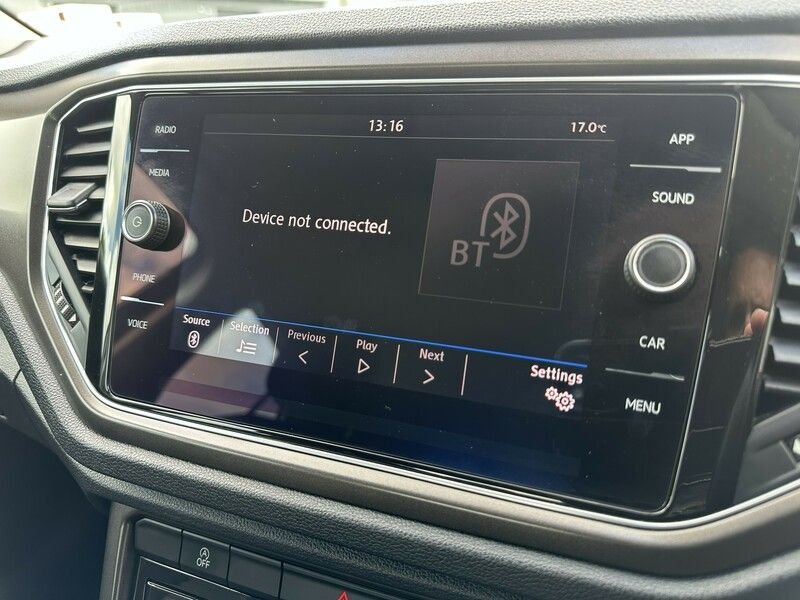 RADIO
MEDIA
PHONE
VOICE
13:16
17.0°C
Device not connected.
BT
Source
Selection
Previous
Play
Next
Settings
APP
SOUND
CAR
MENU
A
OFF